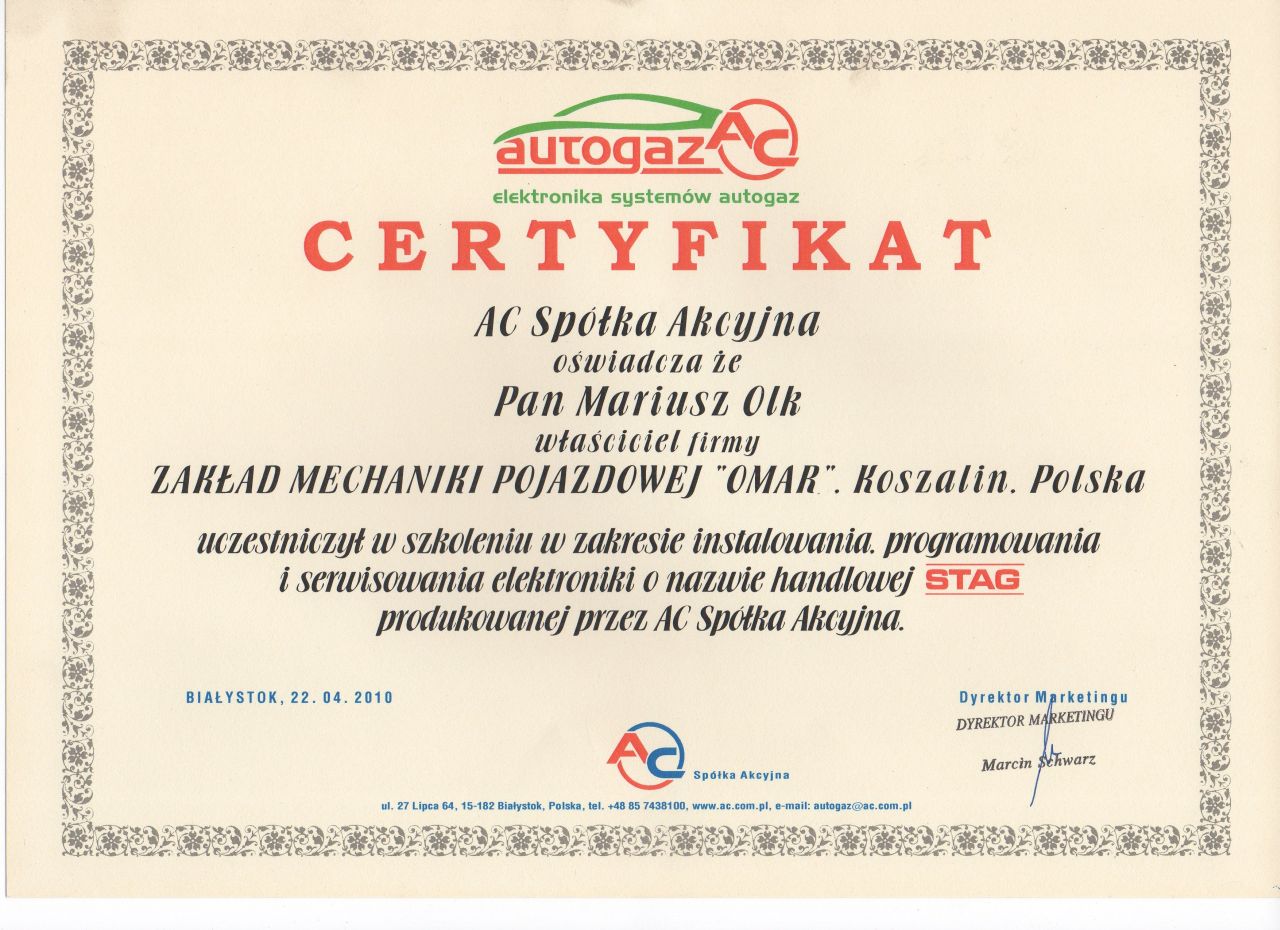 autogaz AC
elektronika systemów autogaz
CERTYFIKAT
AC Spółka Akcyjna
oświadcza że
Pan Mariusz Olk
właściciel firmy
ZAKŁAD MECHANIKI POJAZDOWEJ "OMAR". Koszalin. Polska
uczestniczył w szkoleniu w zakresie instalowania. programowania
i serwisowania elektroniki o nazwie handlowej STAG
produkowanej przez AC Spółka Akcyjna.
BIAŁYSTOK, 22. 04. 2010
Dyrektor Marketingu
DYREKTOR MARKETINGU
Marcin Schwarz
AC Spółka Akcyjna
ul. 27 Lipca 64, 15-182 Białystok, Polska, tel. +48 85 7438100, www.ac.com.pl, e-mail: autogaz@ac.com.pl